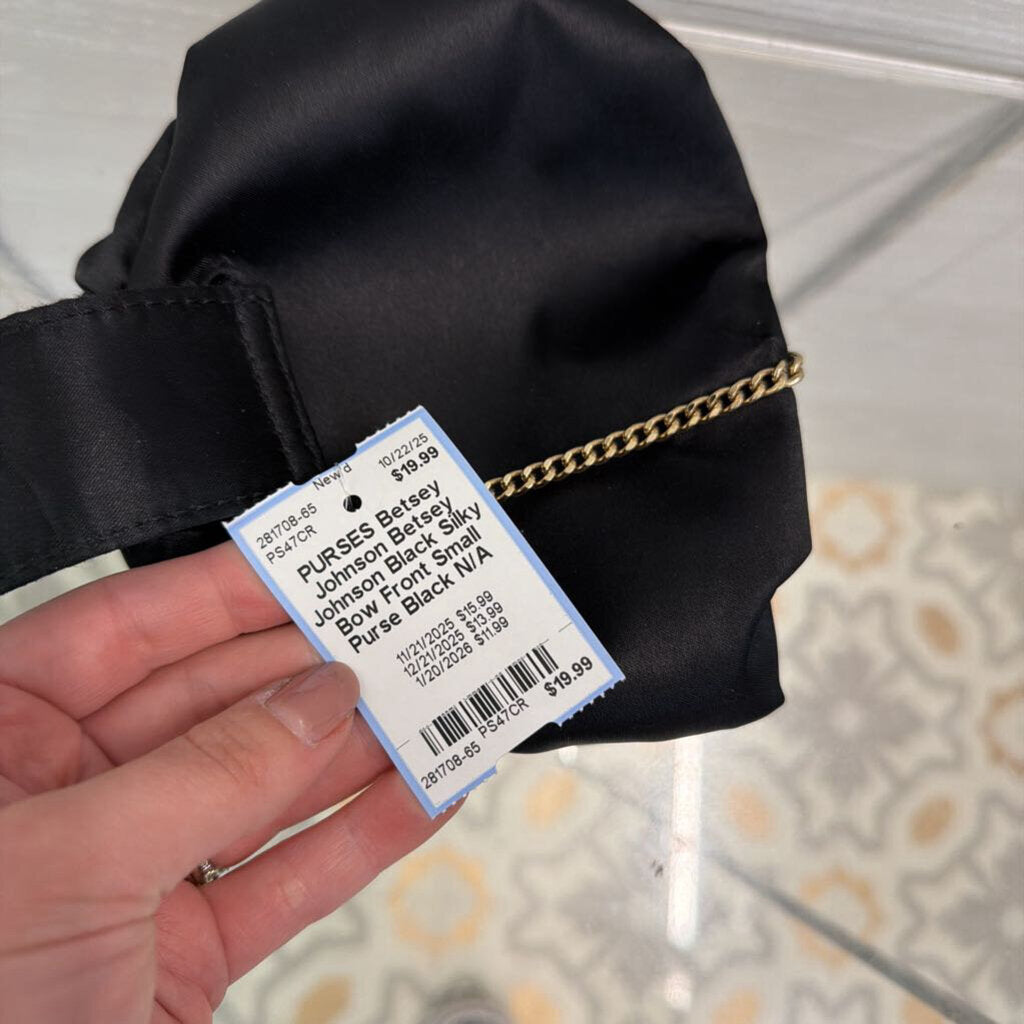 New d 10/22/25
281708-65 $19.99
PS47CR
PURSES Betsey
Johnson Betsey
Johnson Black Silky
Bow Front Small
Purse Black N/A
11/21/2025 $15.99
12/21/2025 $13.99
1/20/2026 $11.99
281708-65 PS47CR $19.99